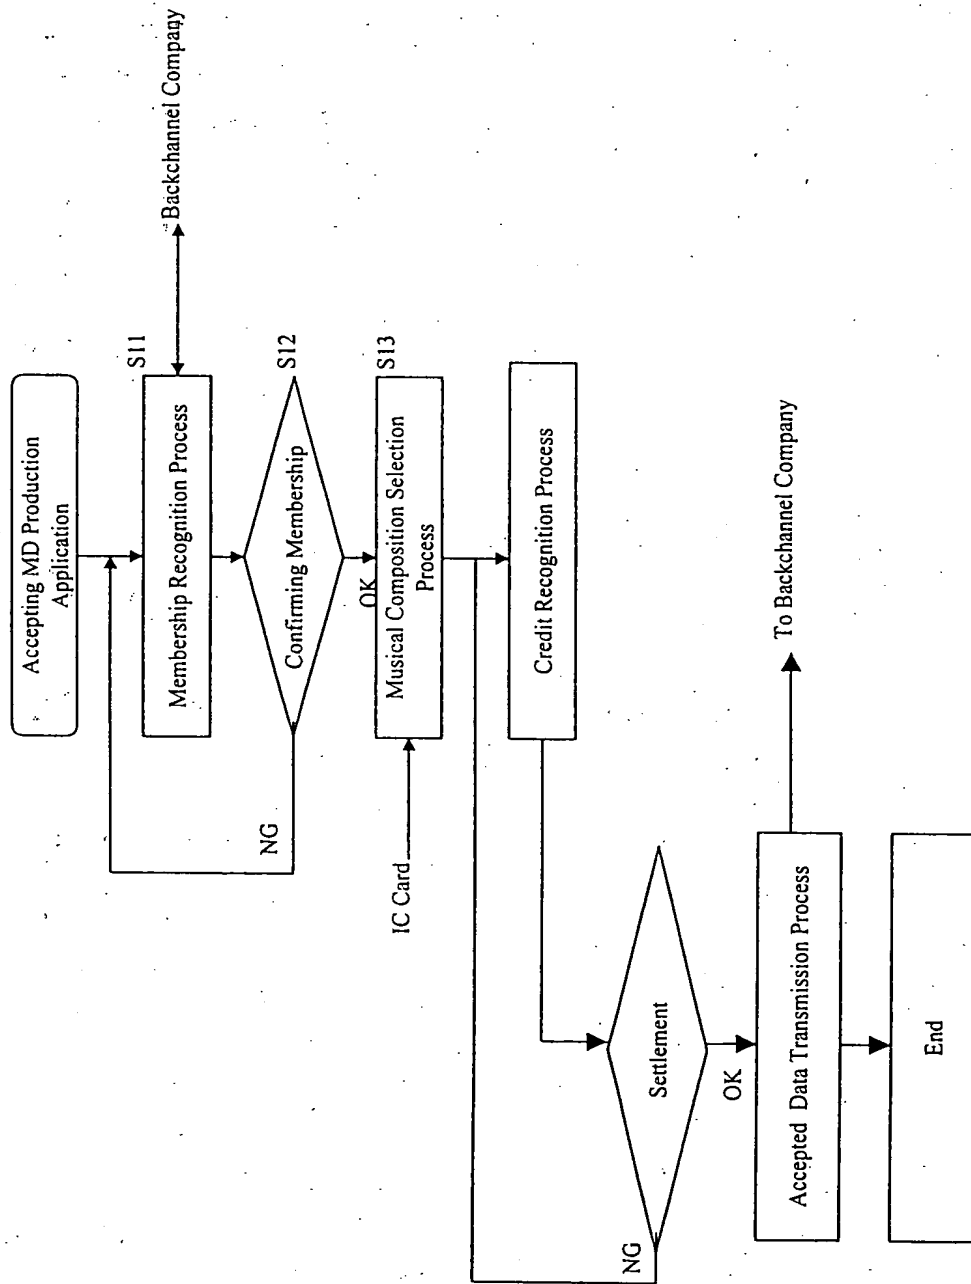 Accepting MD Production
Application
S11
Membership Recognition Process
Backchannel Company
S12
Confirming Membership
NG
OK
S13
Musical Composition Selection
Process
IC Card
Credit Recognition Process
Settlement
NG
OK
Accepted Data Transmission Process
To Backchannel Company
End